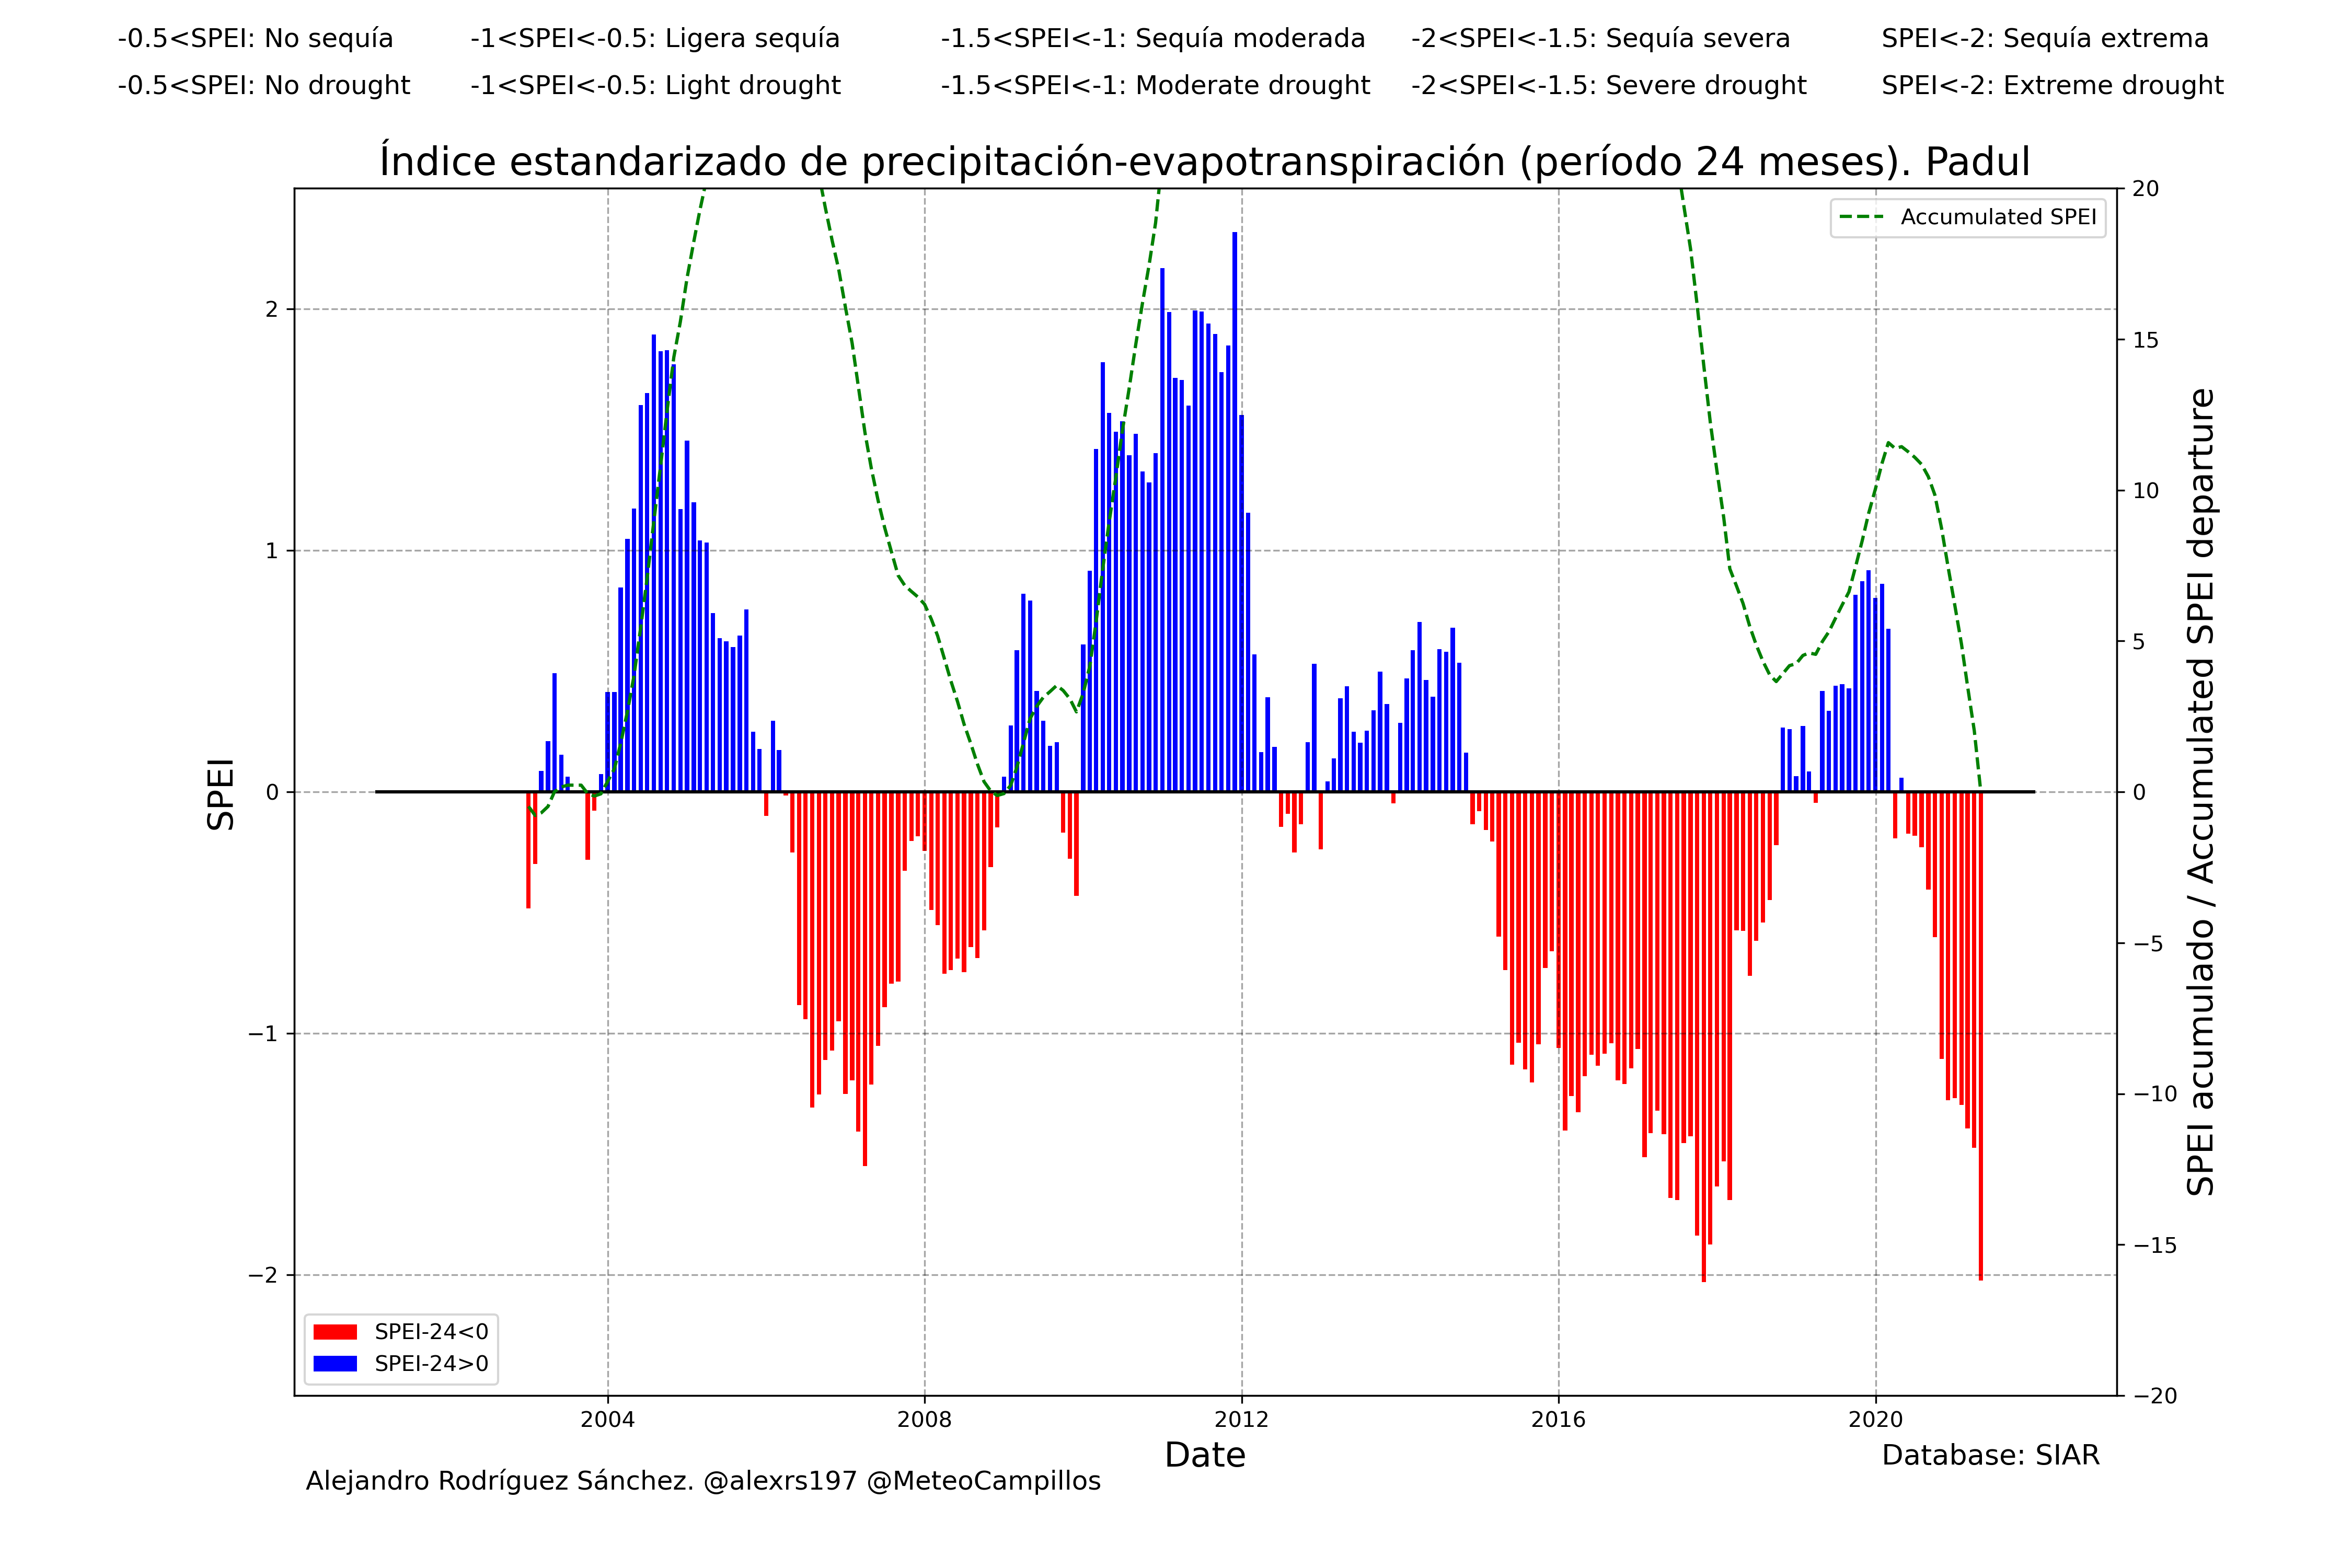 -0.5<SPEI: No sequía -1<SPEI<-0.5: Ligera sequía -1.5<SPEI<-1: Sequía moderada -2<SPEI<-1.5: Sequía severa SPEI<-2: Sequía extrema
-0.5<SPEI: No drought -1<SPEI<-0.5: Light drought -1.5<SPEI<-1: Moderate drought -2<SPEI<-1.5: Severe drought SPEI<-2: Extreme drought
Índice estandarizado de precipitación-evapotranspiración (período 24 meses). Padul
Accumulated SPEI
SPEI
2
1
0
−1
−2
20
15
10
5
0
−5
−10
−15
−20
SPEI acumulado / Accumulated SPEI departure
SPEI-24<0
SPEI-24>0
2004 2008 2012 2016 2020
Date
Database: SIAR
Alejandro Rodríguez Sánchez. @alexrs197 @MeteoCampillos